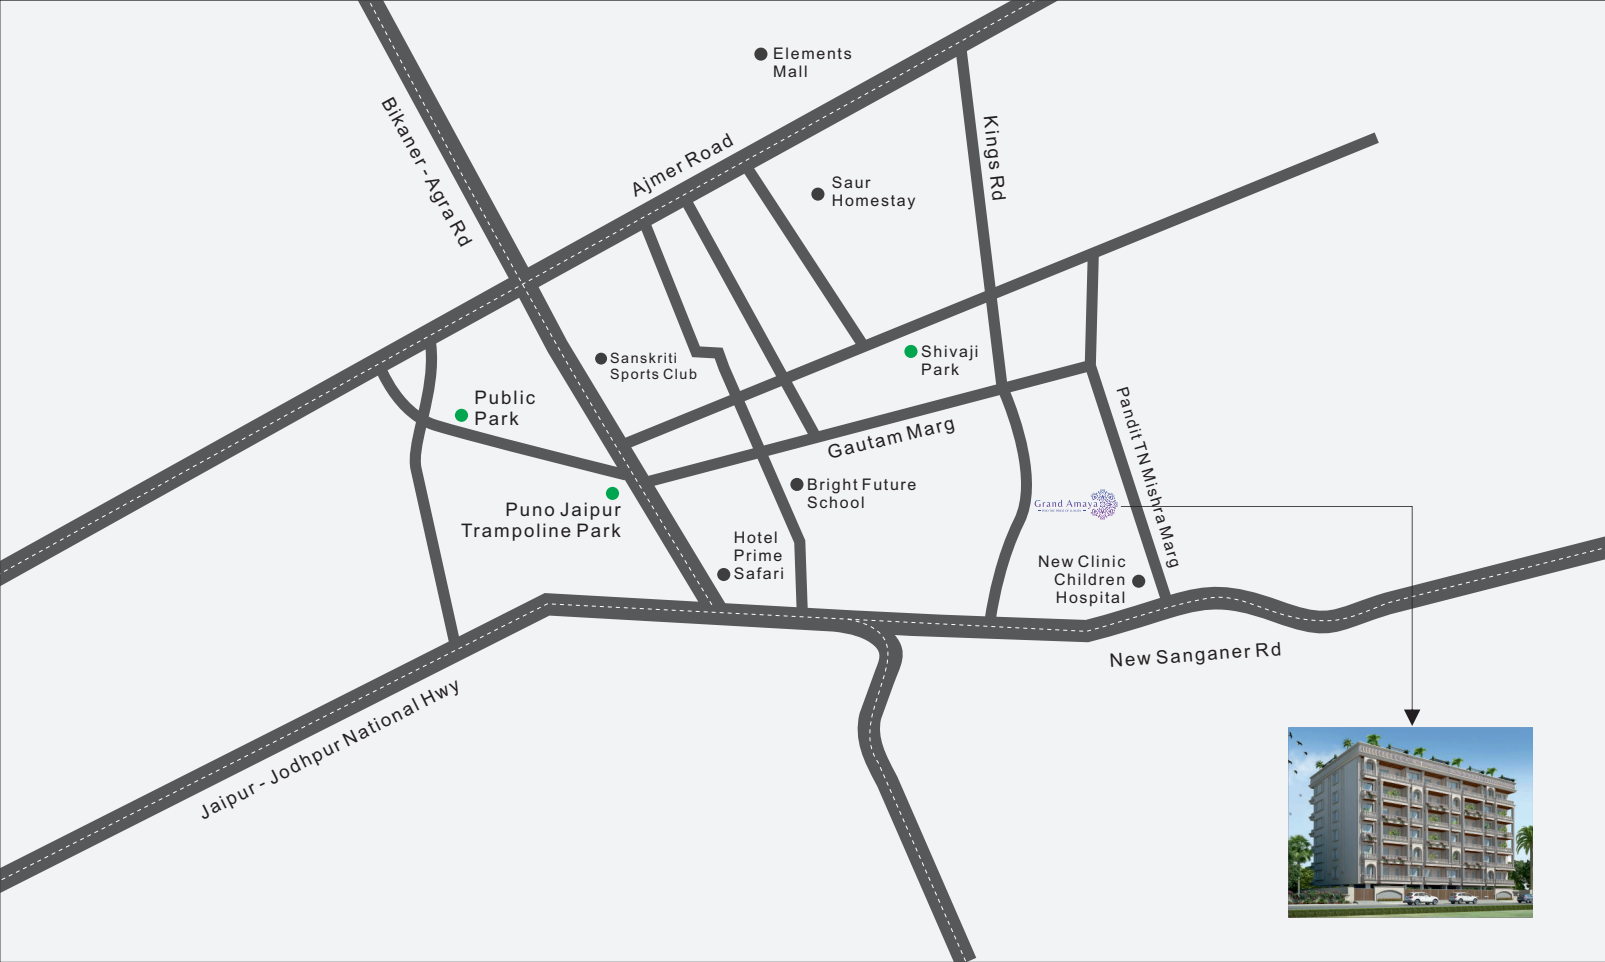 Elements
Mall
Bikaner - Agra Rd
Ajmer Road
Kings Rd
Saur
Homestay
Sanskriti
Sports Club
Shivaji
Park
Public
Park
Gautam Marg
Pandit TN Mishra Marg
Bright Future
School
Grand Amaya
Puno Jaipur
Trampoline Park
Hotel
Prime
Safari
New Clinic
Children
Hospital
New Sanganer Rd
Jaipur - Jodhpur National Hwy